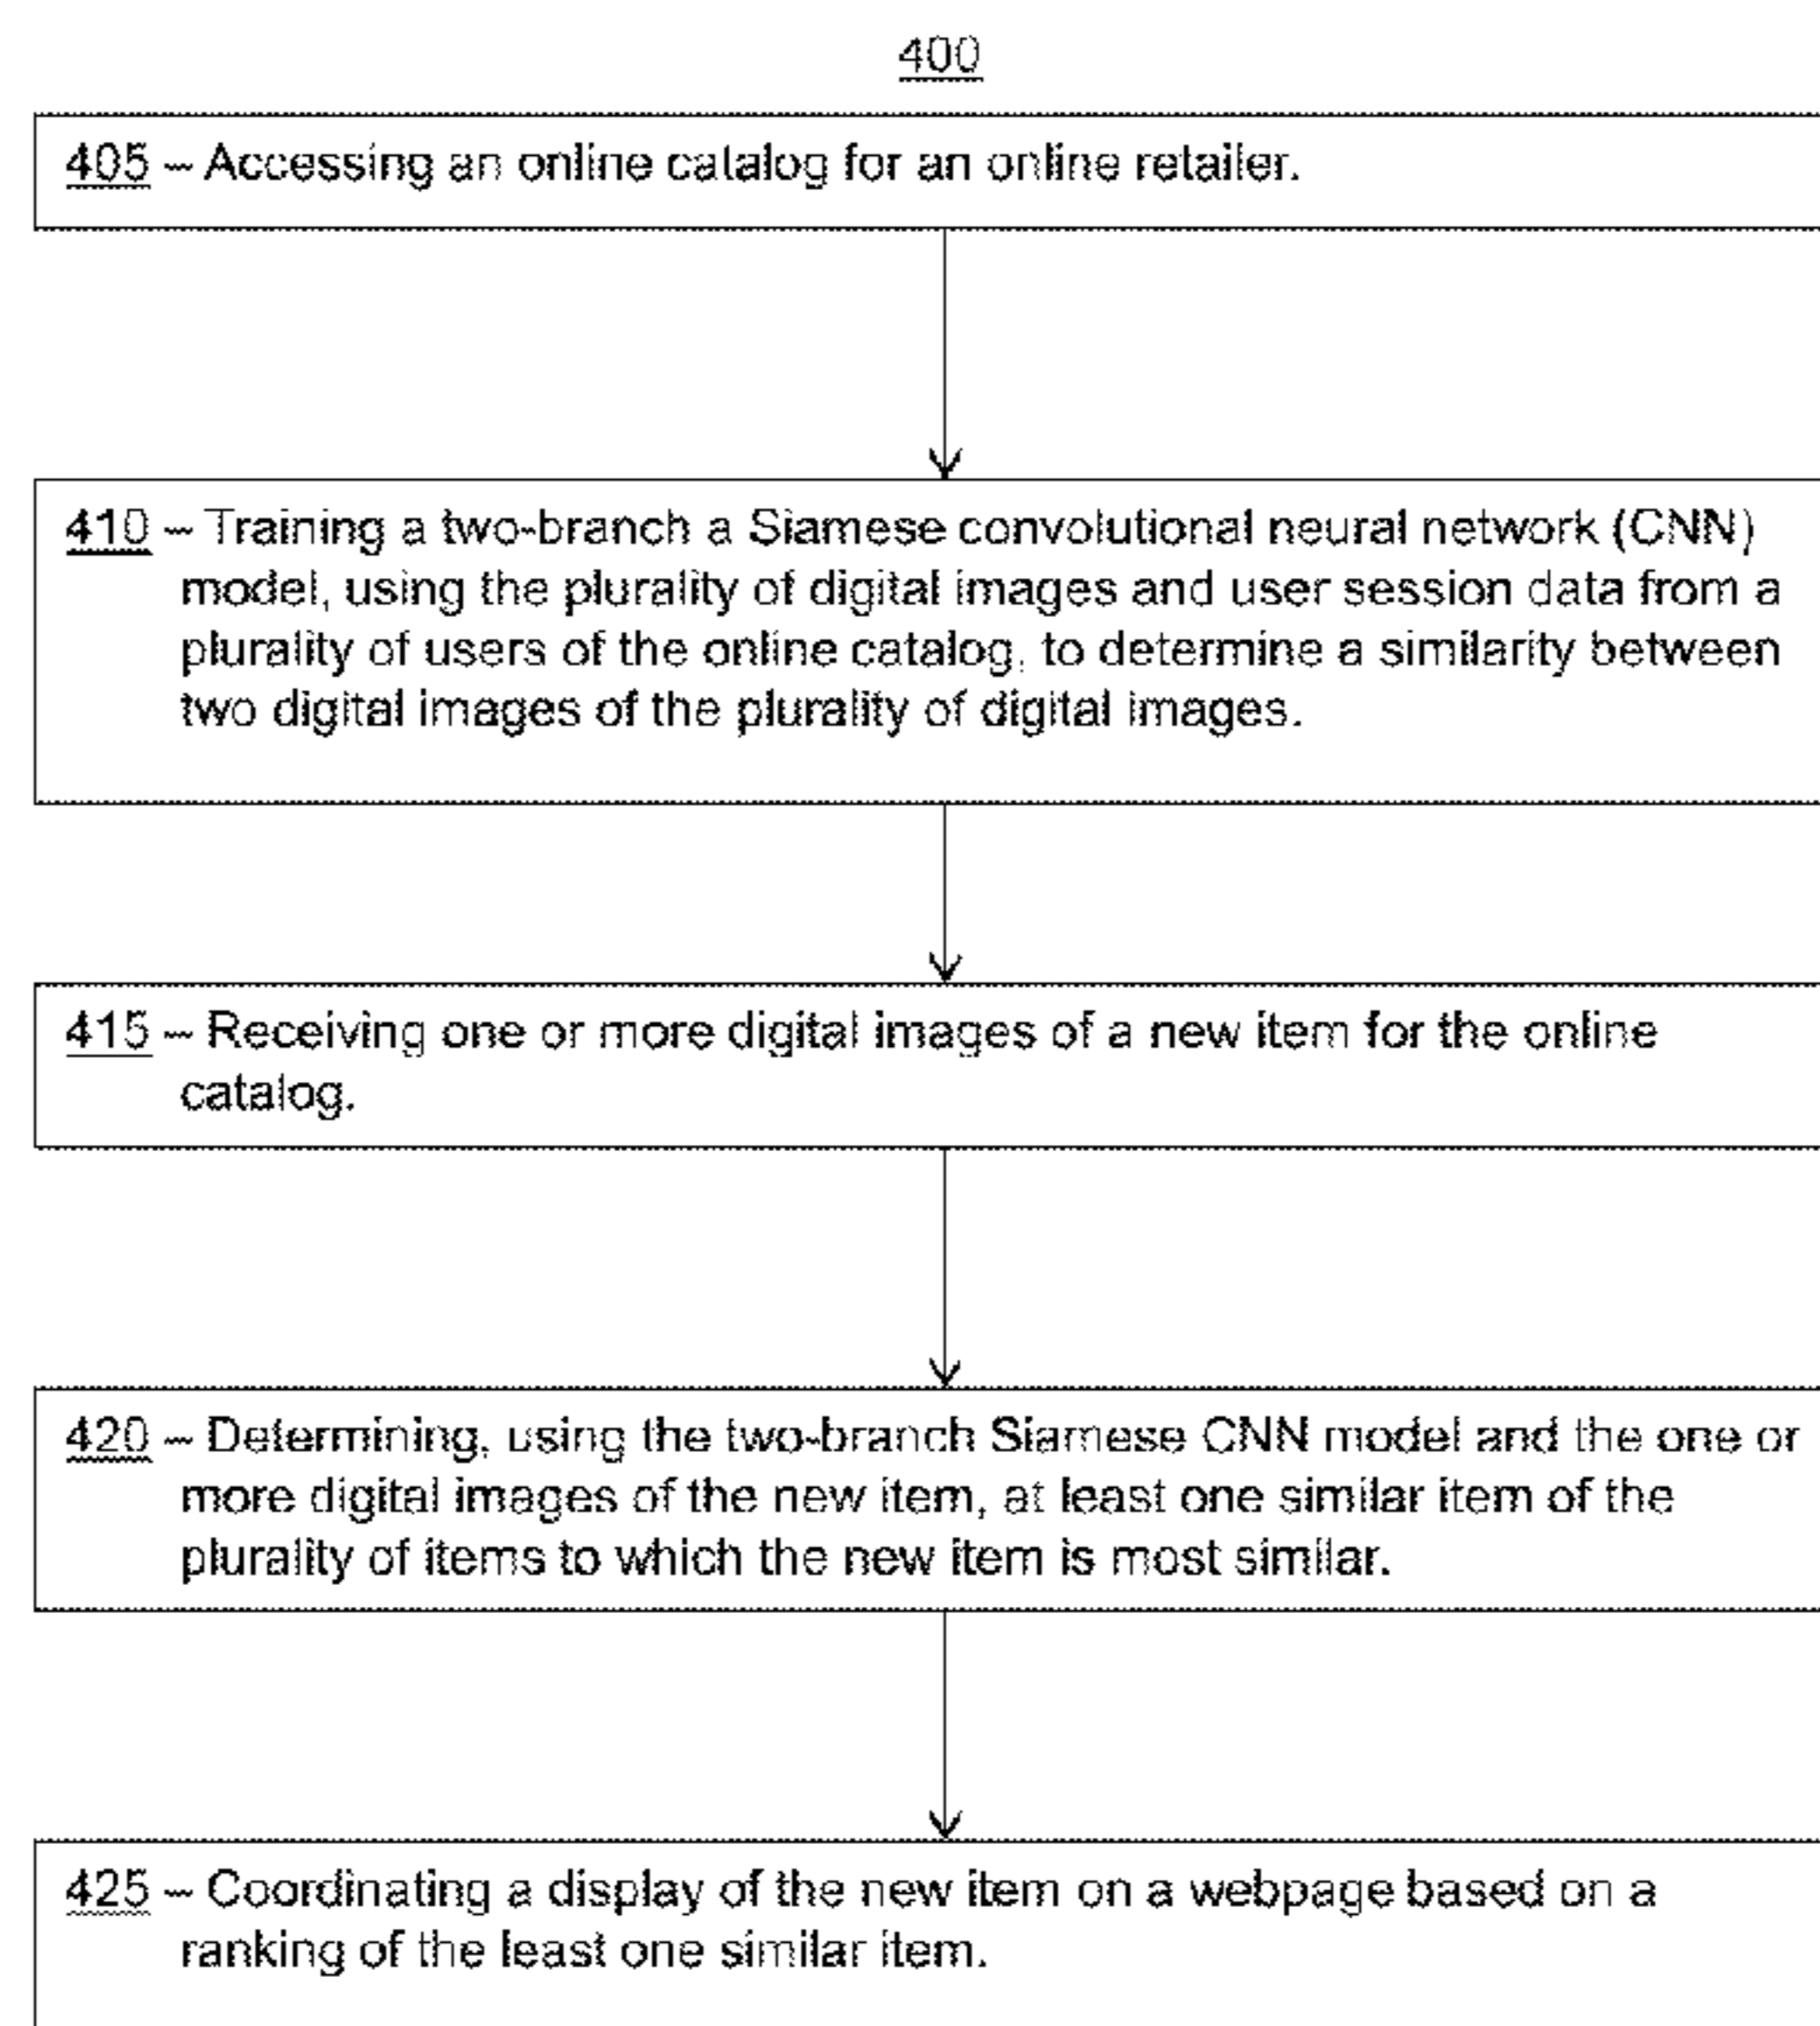 400
405 – Accessing an online catalog for an online retailer.
410 – Training a two-branch a Siamese convolutional neural network (CNN)
model, using the plurality of digital images and user session data from a
plurality of users of the online catalog, to determine a similarity between
two digital images of the plurality of digital images.
415 – Receiving one or more digital images of a new item for the online
catalog.
420 – Determining, using the two-branch Siamese CNN model and the one or
more digital images of the new item, at least one similar item of the
plurality of items to which the new item is most similar.
425 – Coordinating a display of the new item on a webpage based on a
ranking of the least one similar item.